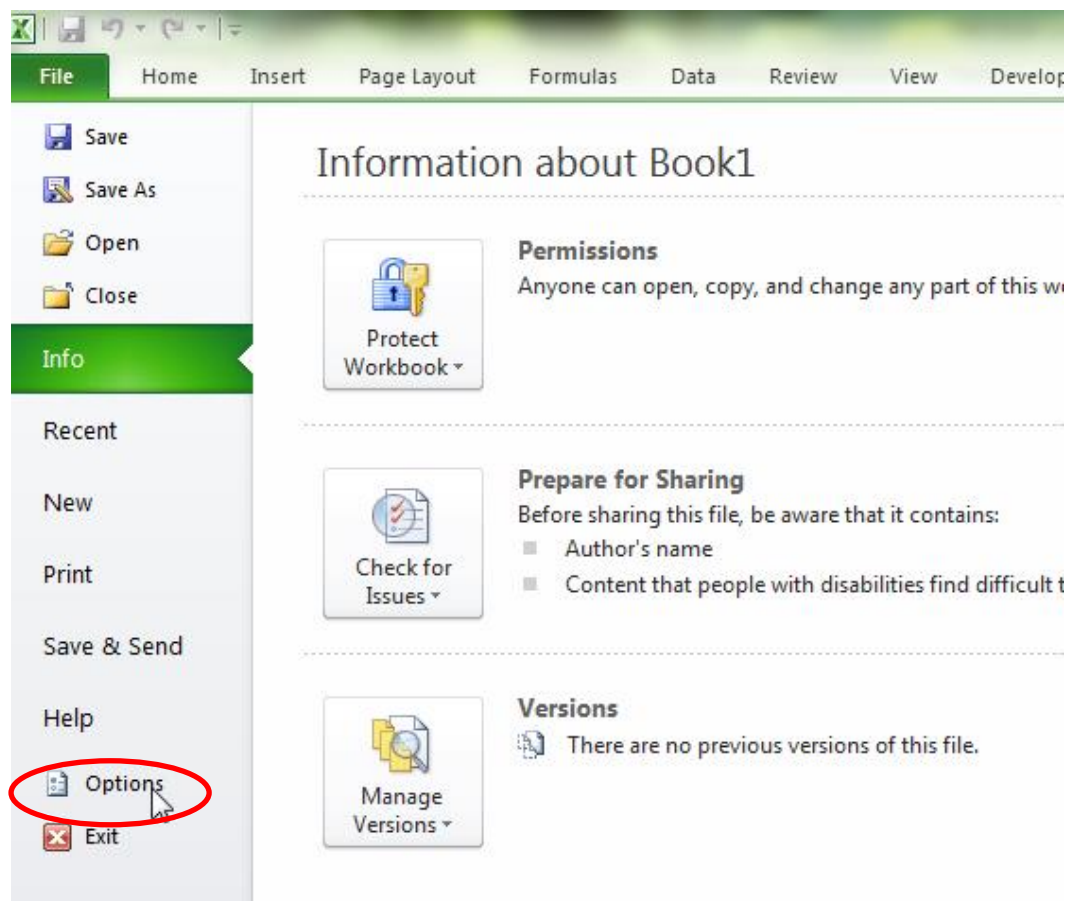 File Home Insert Page Layout Formulas Data Review View Develop
Save
Save As
Open
Close
Info
Recent
New
Print
Save & Send
Help
Options
Exit
Information about Book1
Protect
Workbook
Permissions
Anyone can open, copy, and change any part of this
Check for
Issues
Prepare for Sharing
Before sharing this file, be aware that it contains:
Author's name
Content that people with disabilities find difficult
Manage
Versions
Versions
There are no previous versions of this file.